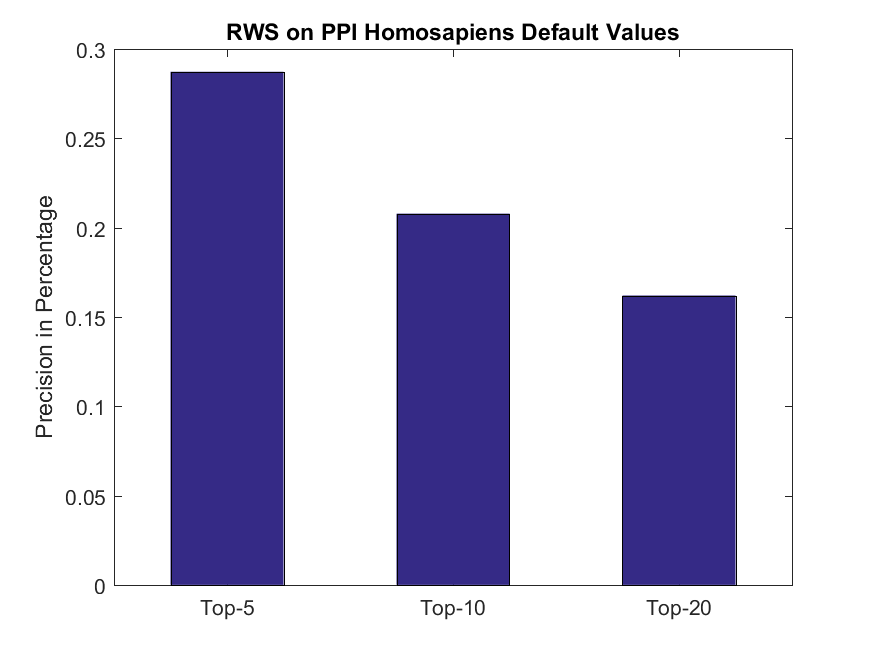 RWS on PPI Homosapiens Default Values
Precision in Percentage
0.3
0.25
0.2
0.15
0.1
0.05
0
Top-5
Top-10
Top-20